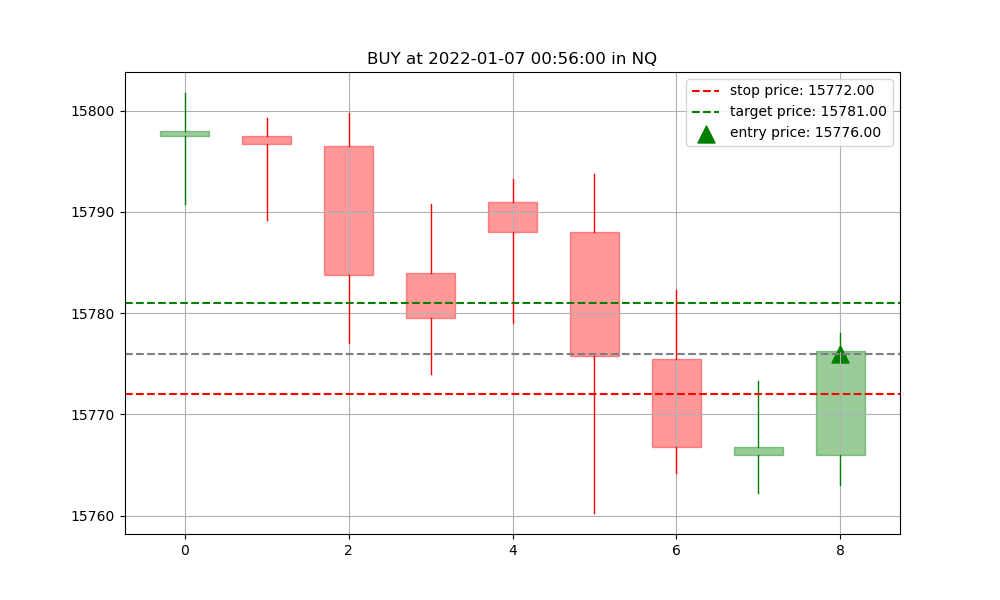 BUY at 2022-01-07 00:56:00 in NQ
stop price: 15772.00
target price: 15781.00
entry price: 15776.00
15800
15790
15780
15770
15760
0 2 4 6 8